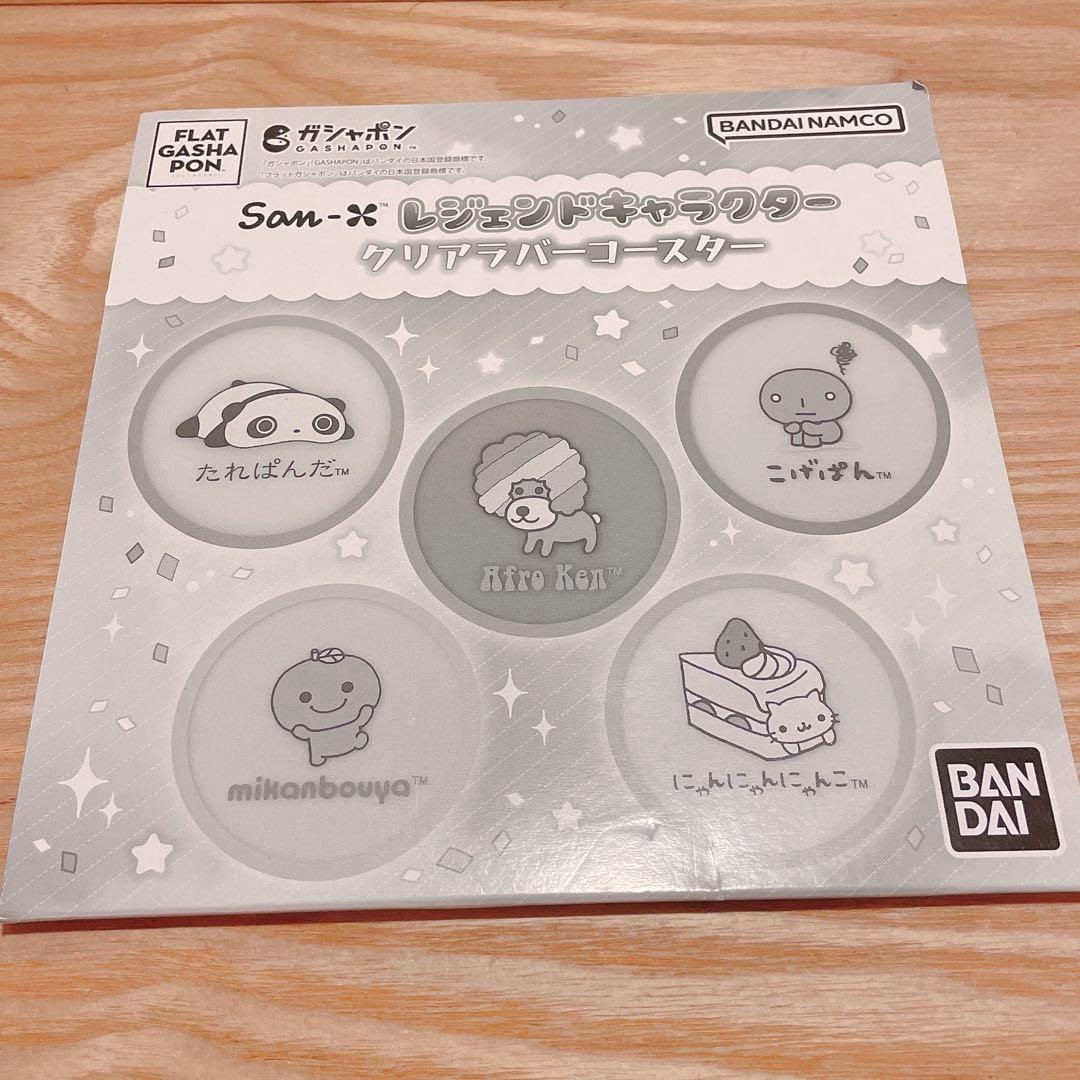 FLAT
GASHA
PON™
ガシャポン
GASHAPON™
「ガシャポン」「GASHAPON」はバンダイの日本国登録商標です。
「フラットガシャポン」はバンダイの日本国登録商標です。
BANDAI NAMCO
San-X™ レジェンドキャラクター
クリアラバーコースター
たれぱんだ™
こげぱん™
Afro Ken™
mikanbouya™
にゃんにゃんにゃんこ™
BAN
DAI